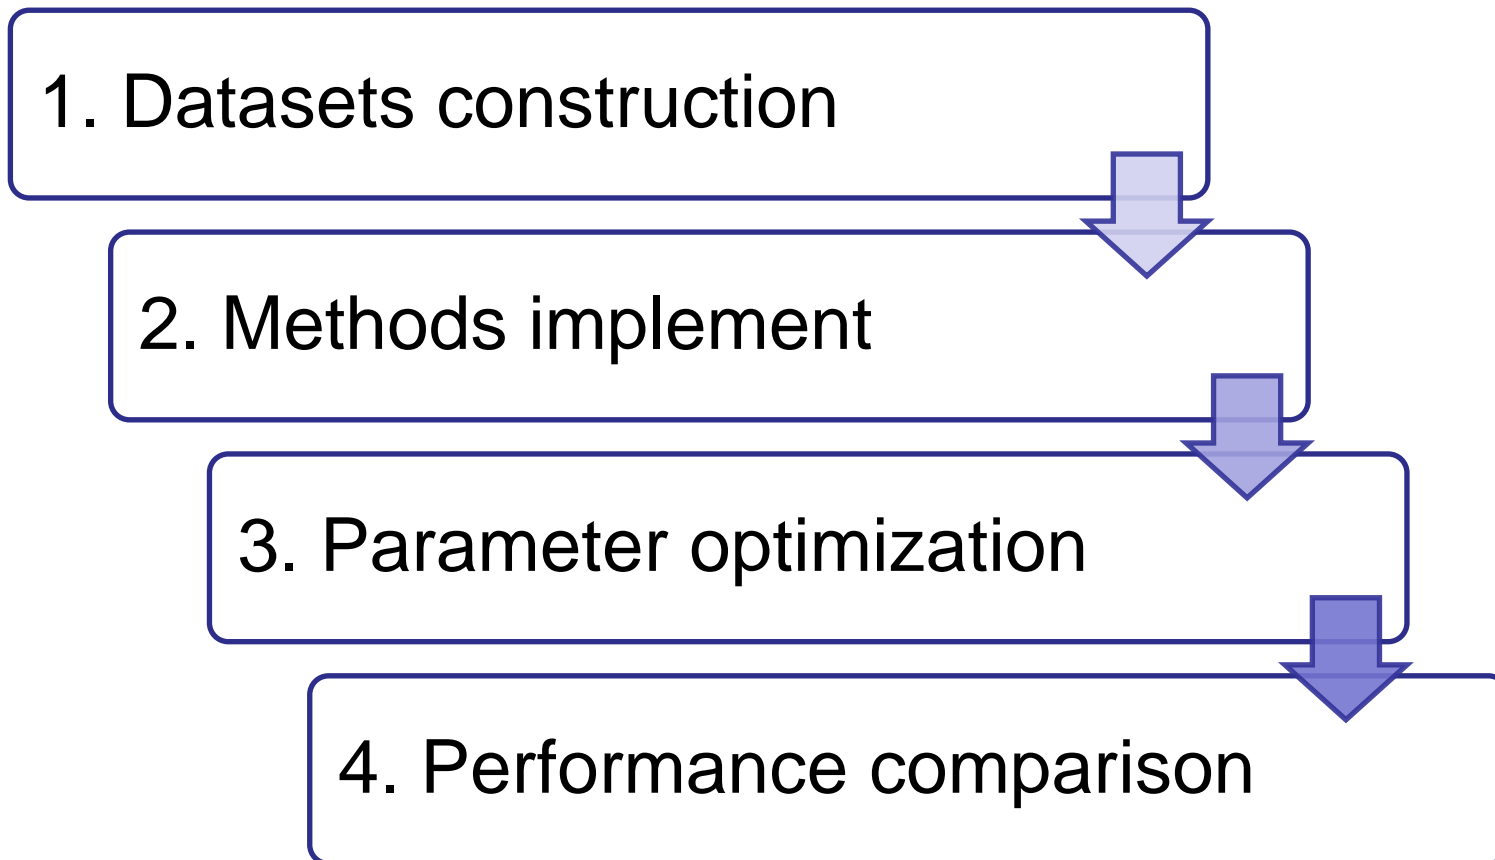 1. Datasets construction
2. Methods implement
3. Parameter optimization
4. Performance comparison